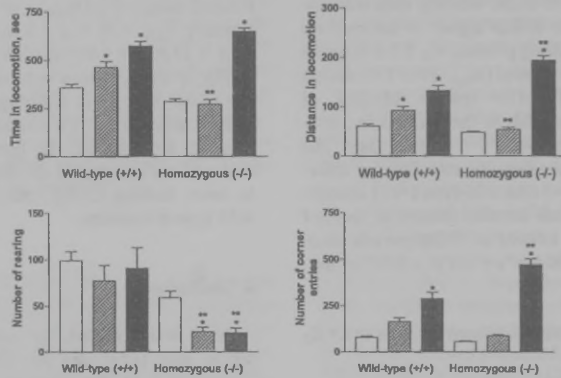 Time in locomotion, sec
750
500
250
0
* * ** *
Wild-type (+/+) Homozygous (-/-)
Distance in locomotion
300
200
100
0
* * ** ** *
Wild-type (+/+) Homozygous (-/-)
Number of rearing
150
100
50
0
** * ** *
Wild-type (+/+) Homozygous (-/-)
Number of corner
entries
750
500
250
0
* ** *
Wild-type (+/+) Homozygous (-/-)